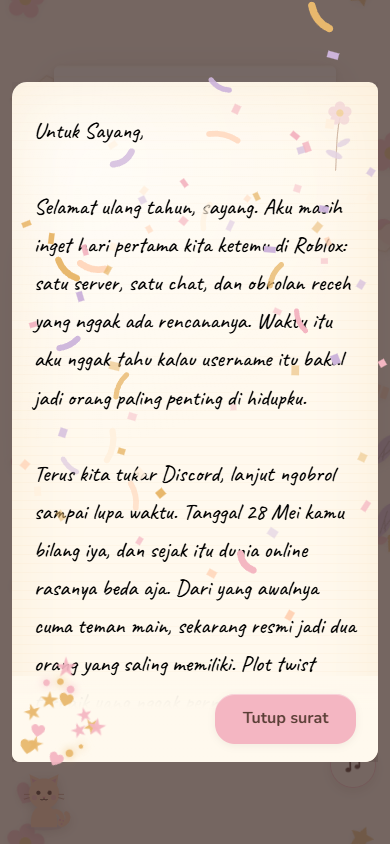 Untuk Sayang,
Selamat ulang tahun, sayang. Aku masih
inget hari pertama kita ketemu di Roblox:
satu server, satu chat, dan obrolan receh
yang nggak ada rencananya. Waktu itu
aku nggak tahu kalau username itu bakal
jadi orang paling penting di hidupku.
Terus kita tukar Discord, lanjut ngobrol
sampai lupa waktu. Tanggal 28 Mei kamu
bilang iya, dan sejak itu dunia online
rasanya beda aja. Dari yang awalnya
cuma teman main, sekarang resmi jadi dua
orang yang saling memiliki. Plot twist
Tutup surat